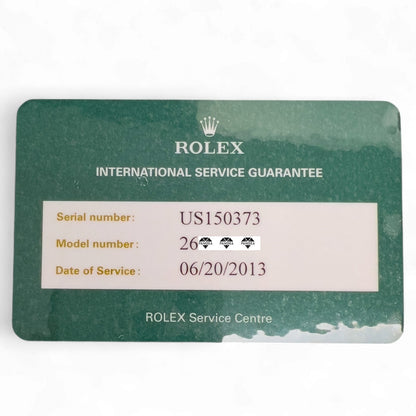 ROLEX
INTERNATIONAL SERVICE GUARANTEE
Serial number: US150373
Model number: 26
Date of Service: 06/20/2013
ROLEX Service Centre